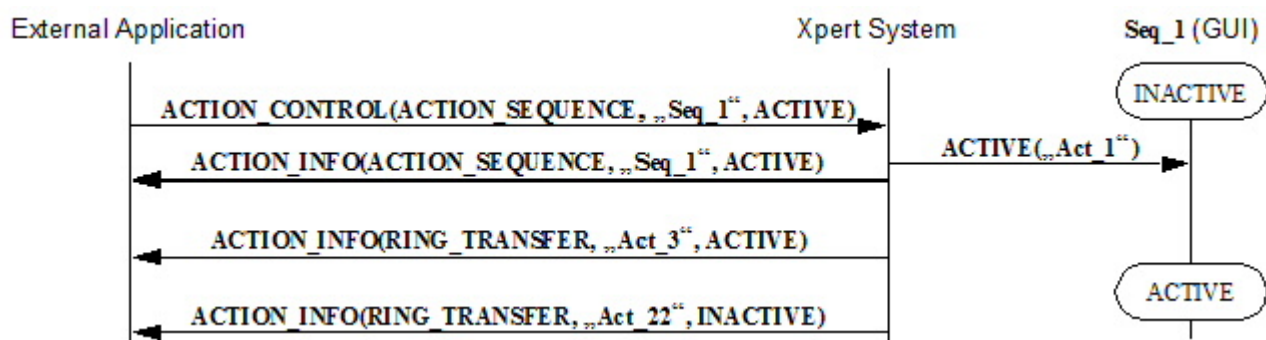 External Application
Xpert System
Seq_1 (GUI)
INACTIVE
ACTION_CONTROL(ACTION_SEQUENCE, „Seq_1“, ACTIVE)
ACTIVE(„Act_1“)
ACTION_INFO(ACTION_SEQUENCE, „Seq_1“, ACTIVE)
ACTION_INFO(RING_TRANSFER, „Act_3“, ACTIVE)
ACTIVE
ACTION_INFO(RING_TRANSFER, „Act_22“, INACTIVE)